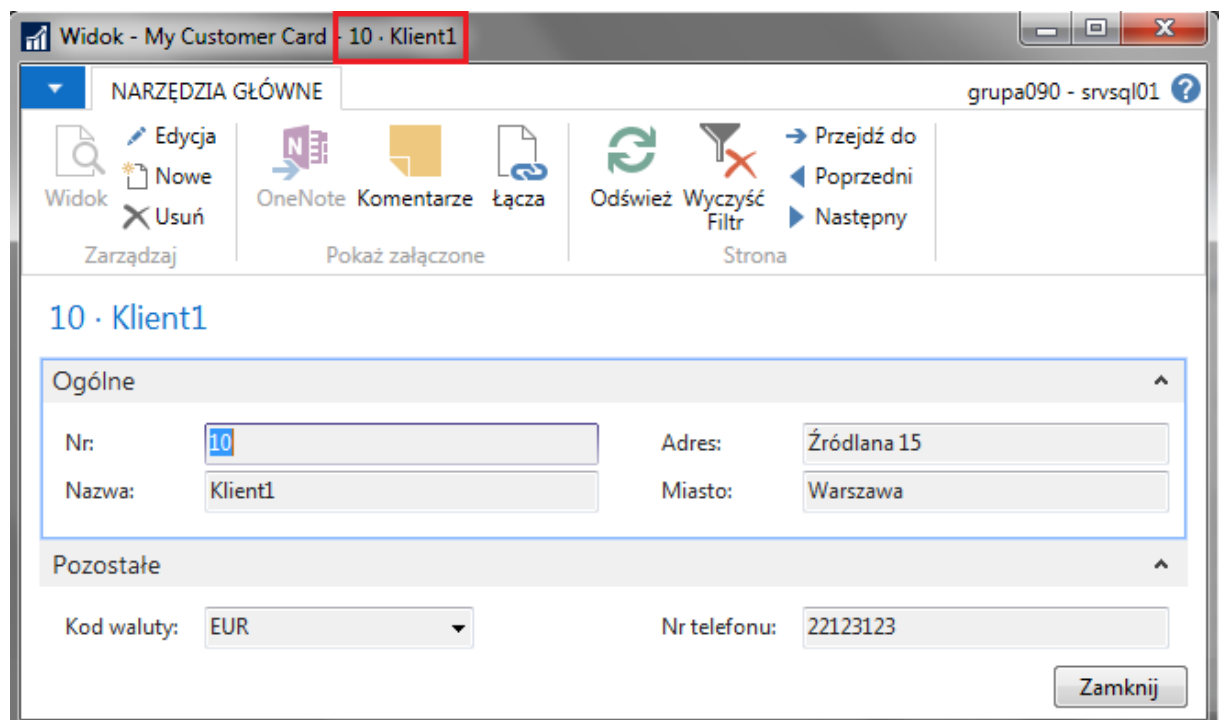 Widok - My Customer Card - 10 · Klient1
NARZĘDZIA GŁÓWNE
grupa090 - srvsql01
Widok
Edycja
Nowe
Usuń
Zarządzaj
OneNote
Komentarze
Łącza
Pokaż załączone
Odśwież
Wyczyść
Filtr
Przejdź do
Poprzedni
Następny
Strona
10 · Klient1
Ogólne
Nr: 10
Adres: Źródlana 15
Nazwa: Klient1
Miasto: Warszawa
Pozostałe
Kod waluty: EUR
Nr telefonu: 22123123
Zamknij